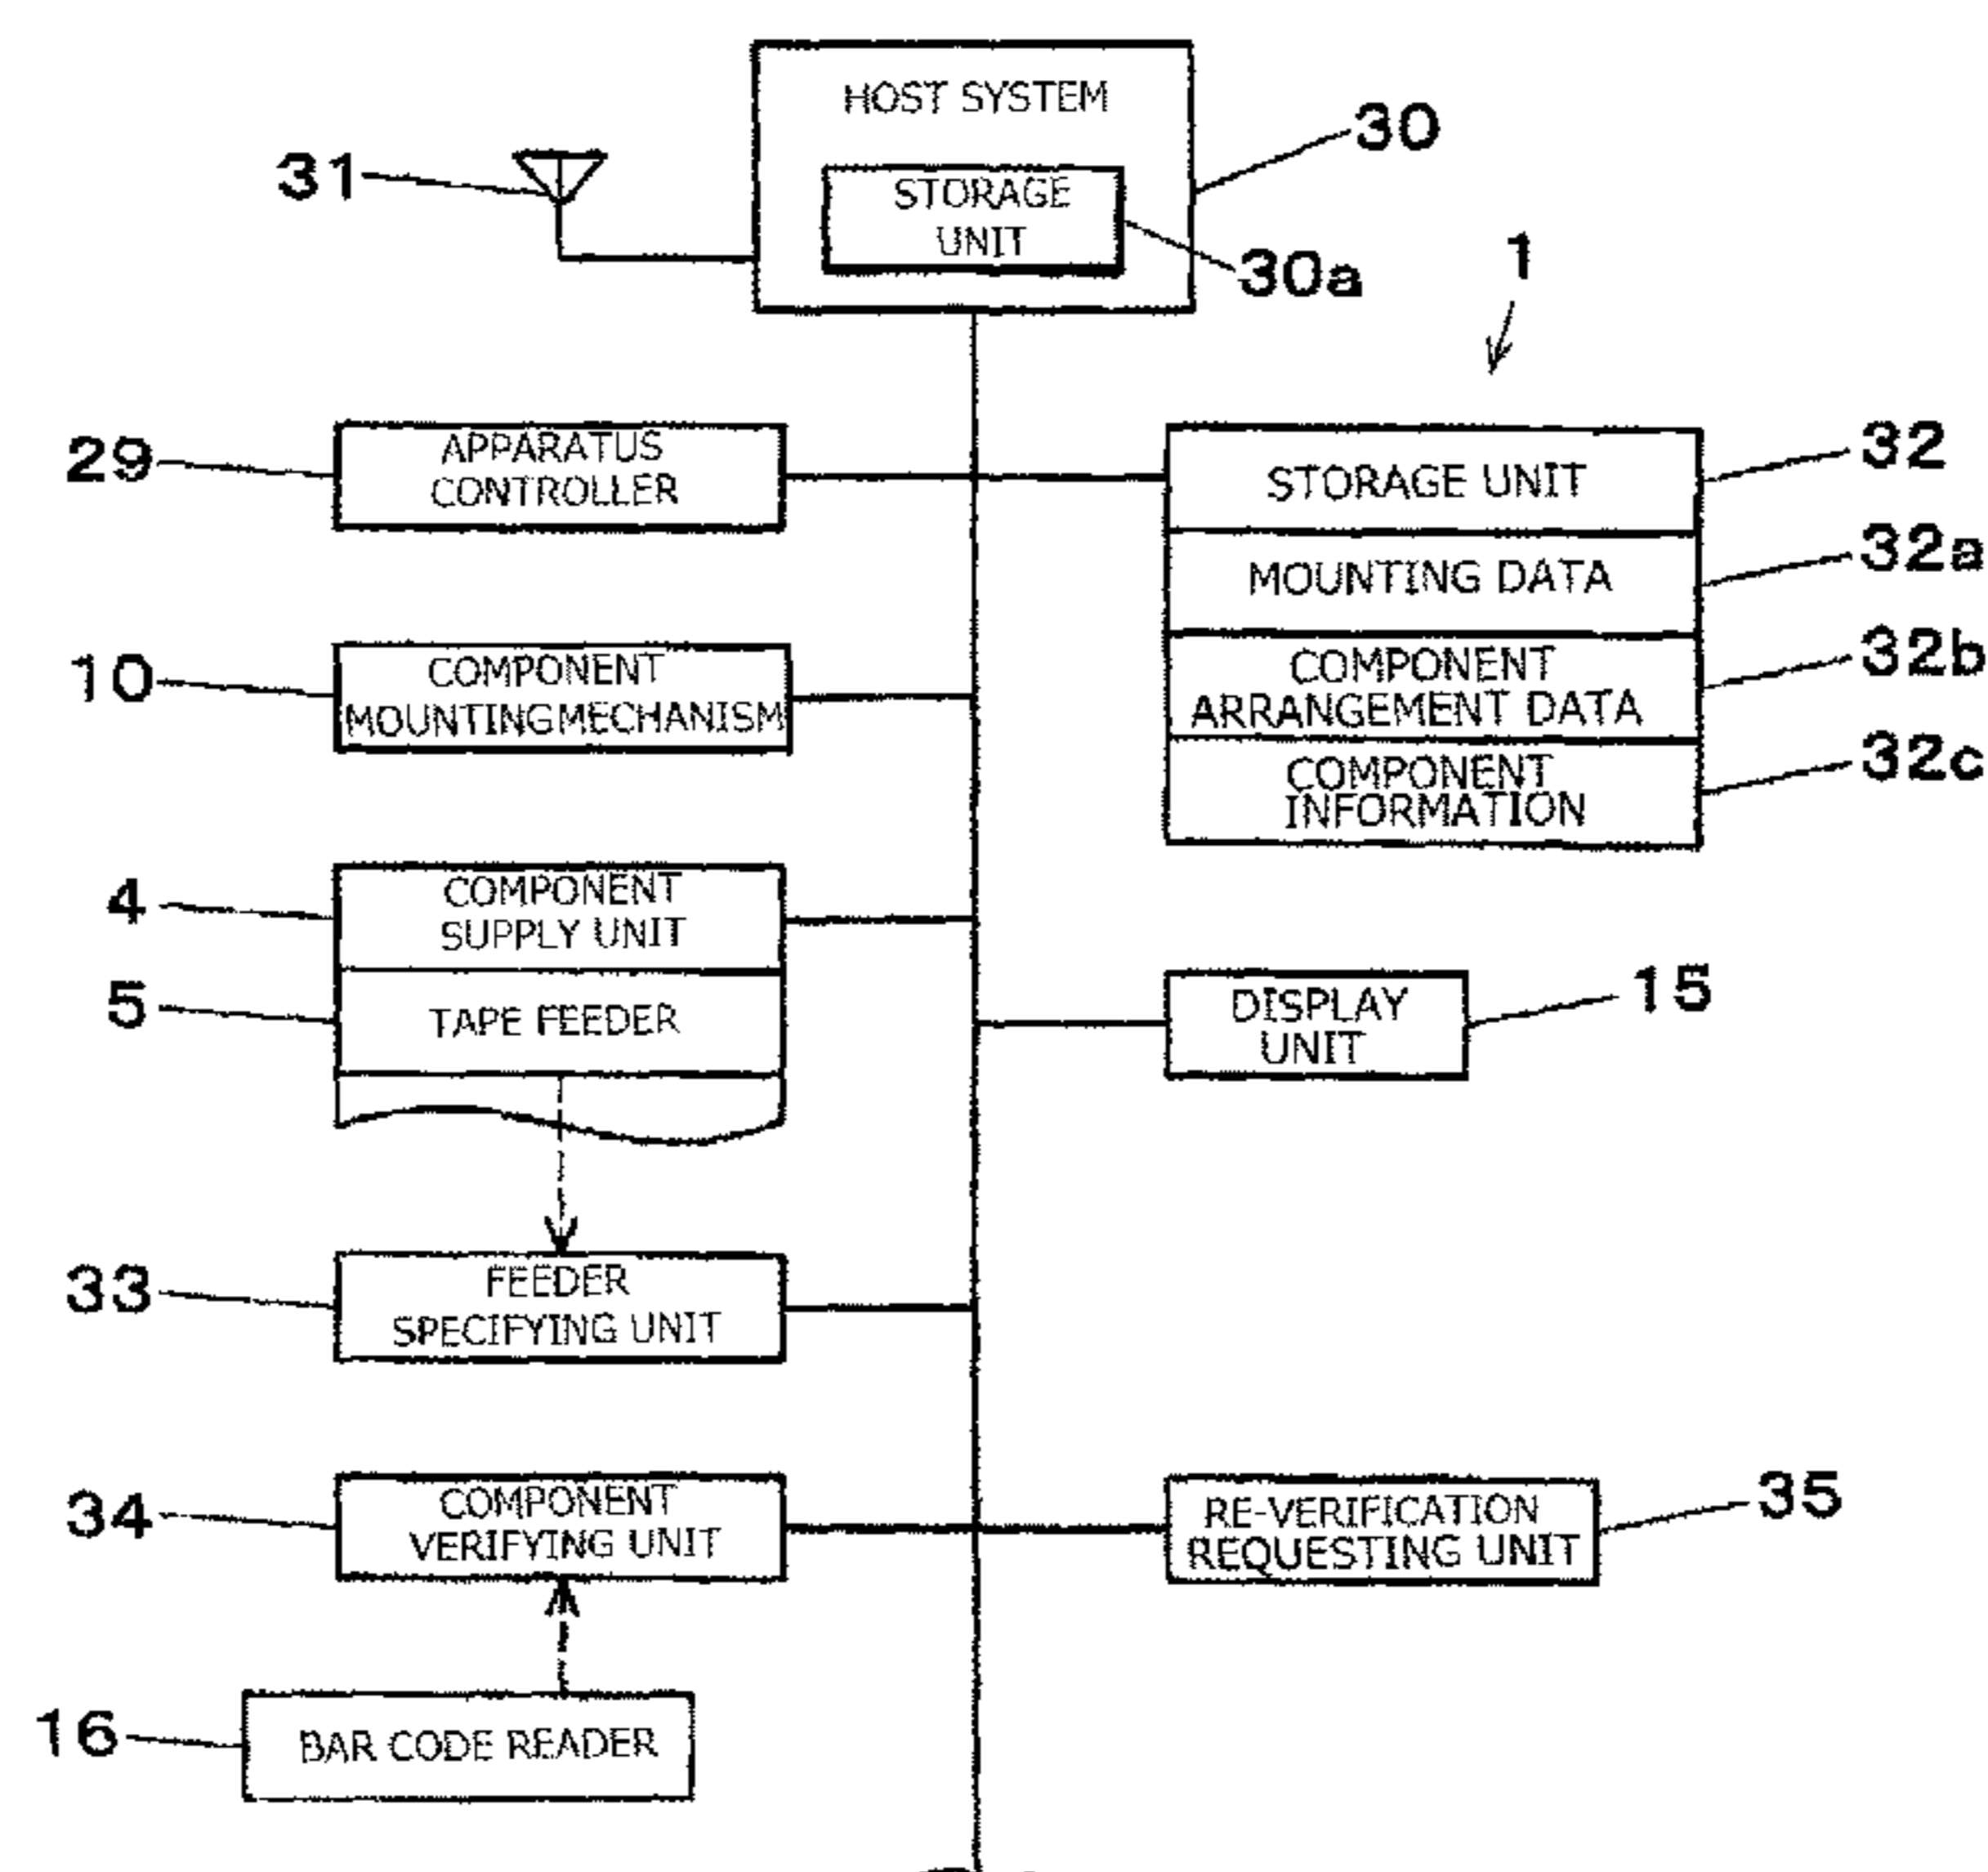 HOST SYSTEM
30
31
STORAGE
UNIT
30a
1
29
APPARATUS
CONTROLLER
32
STORAGE UNIT
32a
MOUNTING DATA
10
COMPONENT
MOUNTING MECHANISM
32b
COMPONENT
ARRANGEMENT DATA
32c
COMPONENT
INFORMATION
4
COMPONENT
SUPPLY UNIT
5
TAPE FEEDER
DISPLAY
UNIT
15
33
FEEDER
SPECIFYING UNIT
34
COMPONENT
VERIFYING UNIT
RE-VERIFICATION
REQUESTING UNIT
35
16
BAR CODE READER